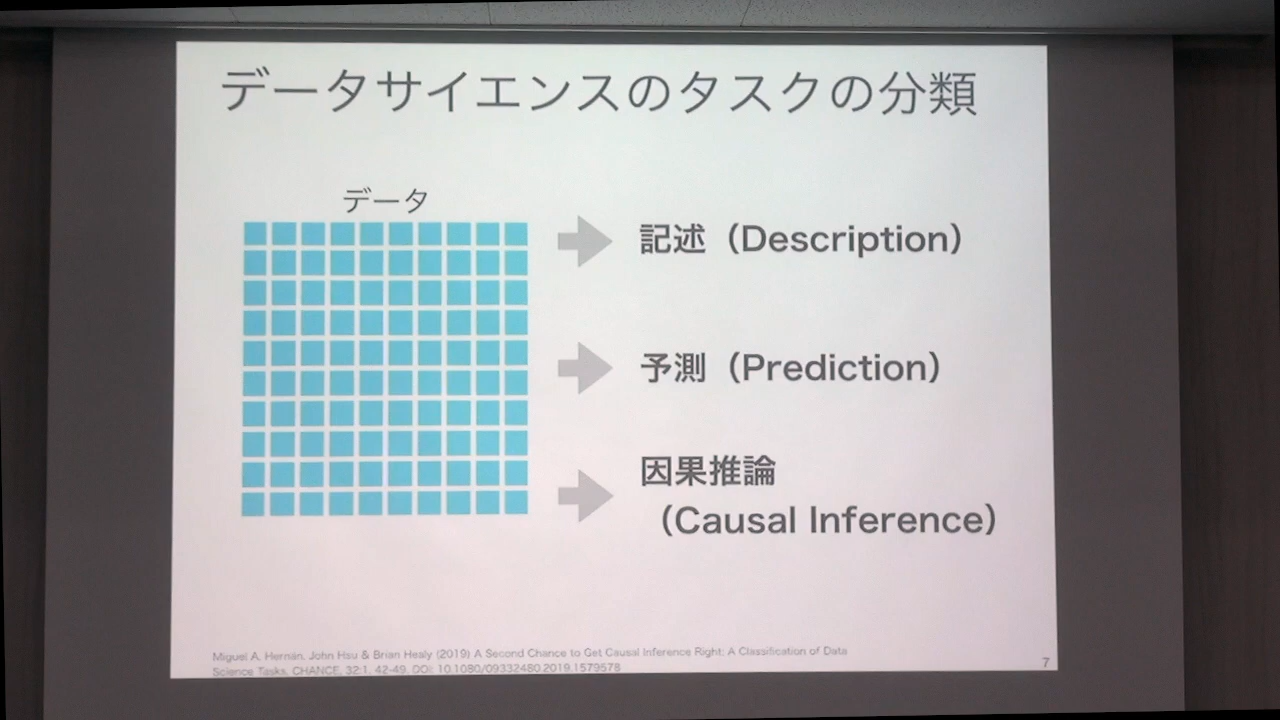 データサイエンスのタスクの分類
データ
記述（Description）
予測（Prediction）
因果推論
（Causal Inference）
Miguel A. Hernán, John Hsu & Brian Healy (2019) A Second Chance to Get Causal Inference Right: A Classification of Data
Science Tasks, CHANCE, 32:1, 42-49, DOI: 10.1080/09332480.2019.1579578
7